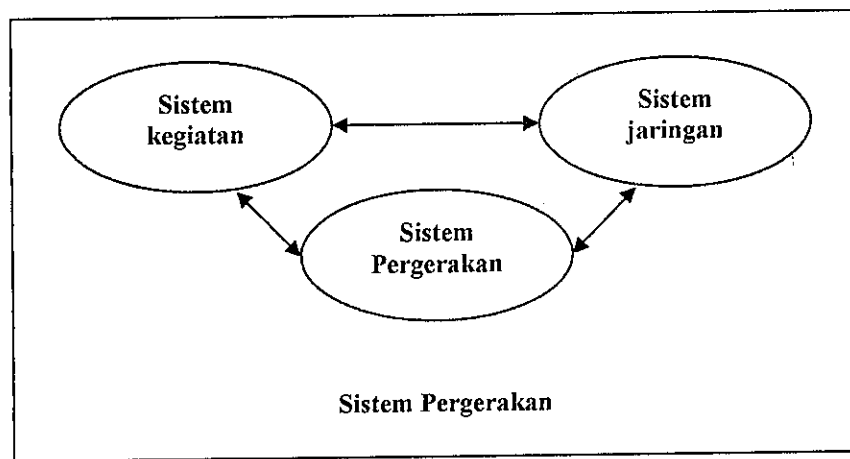 Sistem
kegiatan
Sistem
jaringan
Sistem
Pergerakan
Sistem Pergerakan